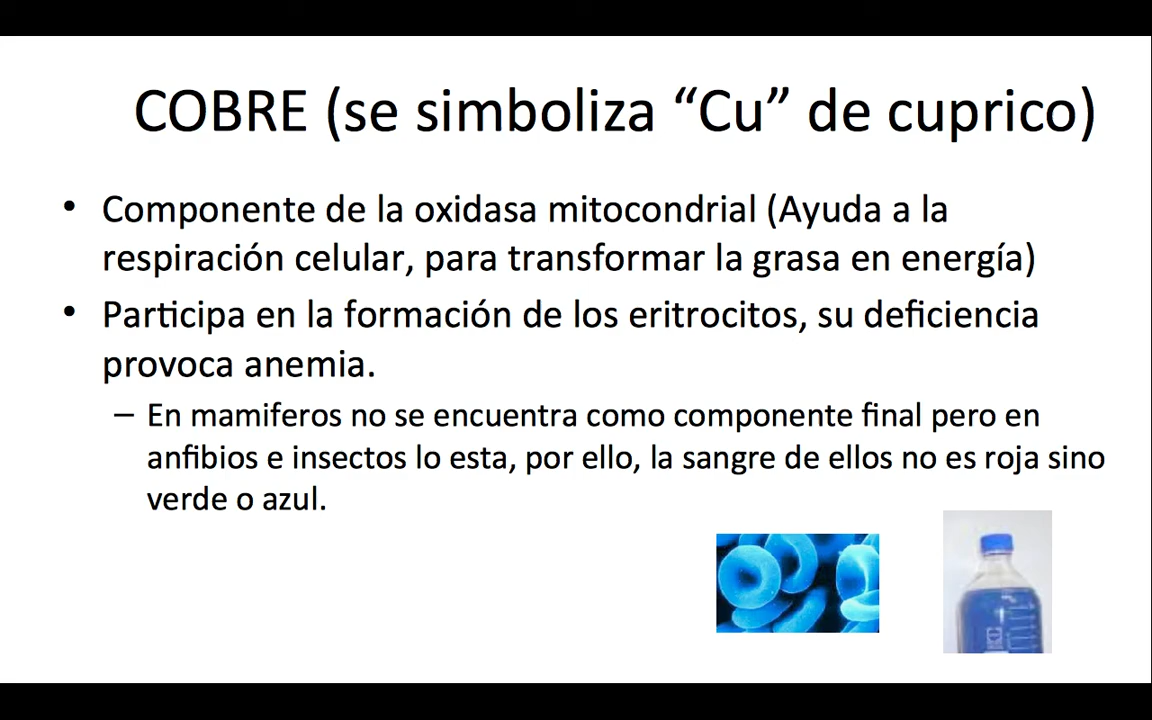 COBRE (se simboliza “Cu” de cuprico)
• Componente de la oxidasa mitocondrial (Ayuda a la
respiración celular, para transformar la grasa en energía)
• Participa en la formación de los eritrocitos, su deficiencia
provoca anemia.
– En mamiferos no se encuentra como componente final pero en
anfibios e insectos lo esta, por ello, la sangre de ellos no es roja sino
verde o azul.